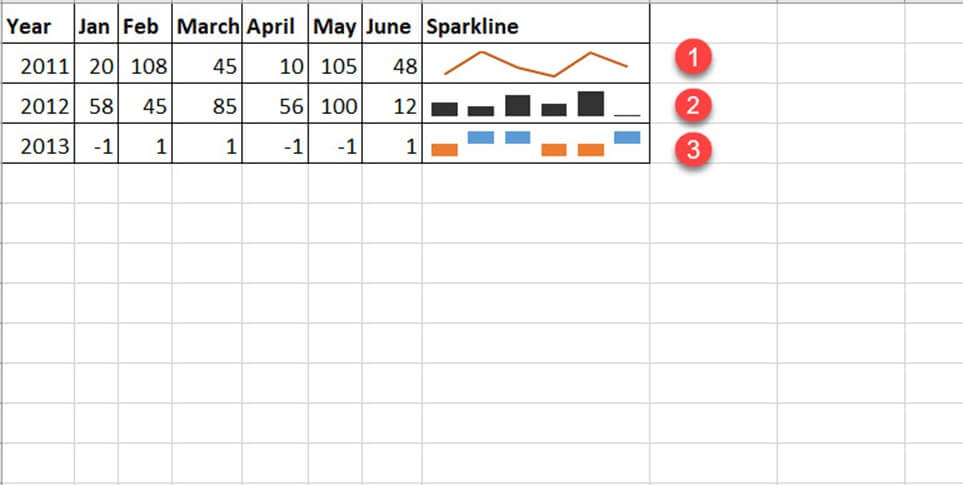 Year Jan Feb March April May June Sparkline
2011 20 108 45 10 105 48 1
2012 58 45 85 56 100 12 2
2013 -1 1 1 -1 -1 1 3